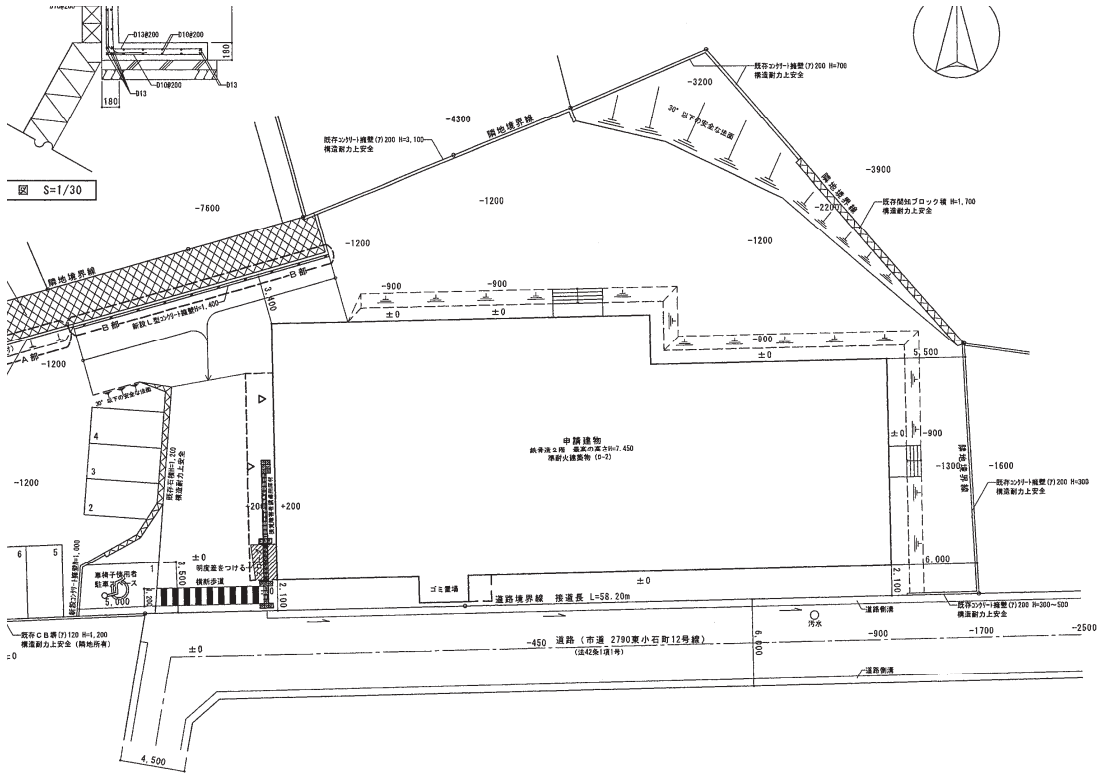 D13@200
D10@200
D10@200
D13
D13
180
180
図 S=1/30
既存コンクリート擁壁(ア)200 H=700
構造耐力上安全
-3200
30° 以下の安全な法面
-4300
隣地境界線
既存コンクリート擁壁(ア)200 H=3,100
構造耐力上安全
-3900
隣地境界線
-2200
既存間知ブロック積 H=1,700
構造耐力上安全
-7600
-1200
-1200
-1200
隣地境界線
B部
新設L型コンクリート擁壁H=1,400
B部
A部
-1200
3,400
-900
-900
±0
±0
-900
±0
5,500
30° 以下の安全な法面
4
3
2
既存石積H=1,200
構造耐力上安全
-1200
申請建物
鉄骨造2階 最高の高さH=7.450
準耐火建築物 (ロ-2)
±0
-900
-1300
隣地境界線
-1600
既存コンクリート擁壁(ア)200 H=300
構造耐力上安全
-200
+200
6
5
新設コンクリート擁壁H=1,000
車椅子使用者
駐車スペース
1
5,000
±0
3,500
明度差をつける
横断歩道
2,100
ゴミ置場
±0
6,000
2,100
道路境界線 接道長 L=58.20m
汚水
道路側溝
既存コンクリート擁壁(ア)200 H=300~500
構造耐力上安全
既存CB塀(ア)120 H=1,200
構造耐力上安全 (隣地所有)
±0
±0
-450
道路 (市道 2790東小石町12号線)
(法42条1項1号)
6,000
-900
-1700
-2500
道路側溝
4,500